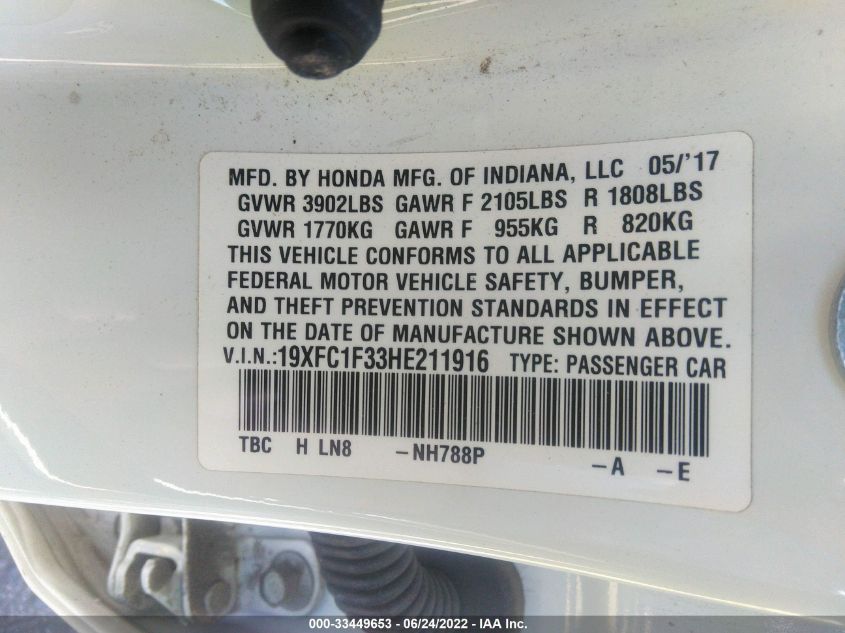 MFD. BY HONDA MFG. OF INDIANA, LLC 05/'17
GVWR 3902LBS GAWR F 2105LBS R 1808LBS
GVWR 1770KG GAWR F 955KG R 820KG
THIS VEHICLE CONFORMS TO ALL APPLICABLE
FEDERAL MOTOR VEHICLE SAFETY, BUMPER,
AND THEFT PREVENTION STANDARDS IN EFFECT
ON THE DATE OF MANUFACTURE SHOWN ABOVE.
V.I.N.:19XFC1F33HE211916 TYPE: PASSENGER CAR
TBC H LN8 -NH788P -A -E
000-33449653 - 06/24/2022 - IAA Inc.